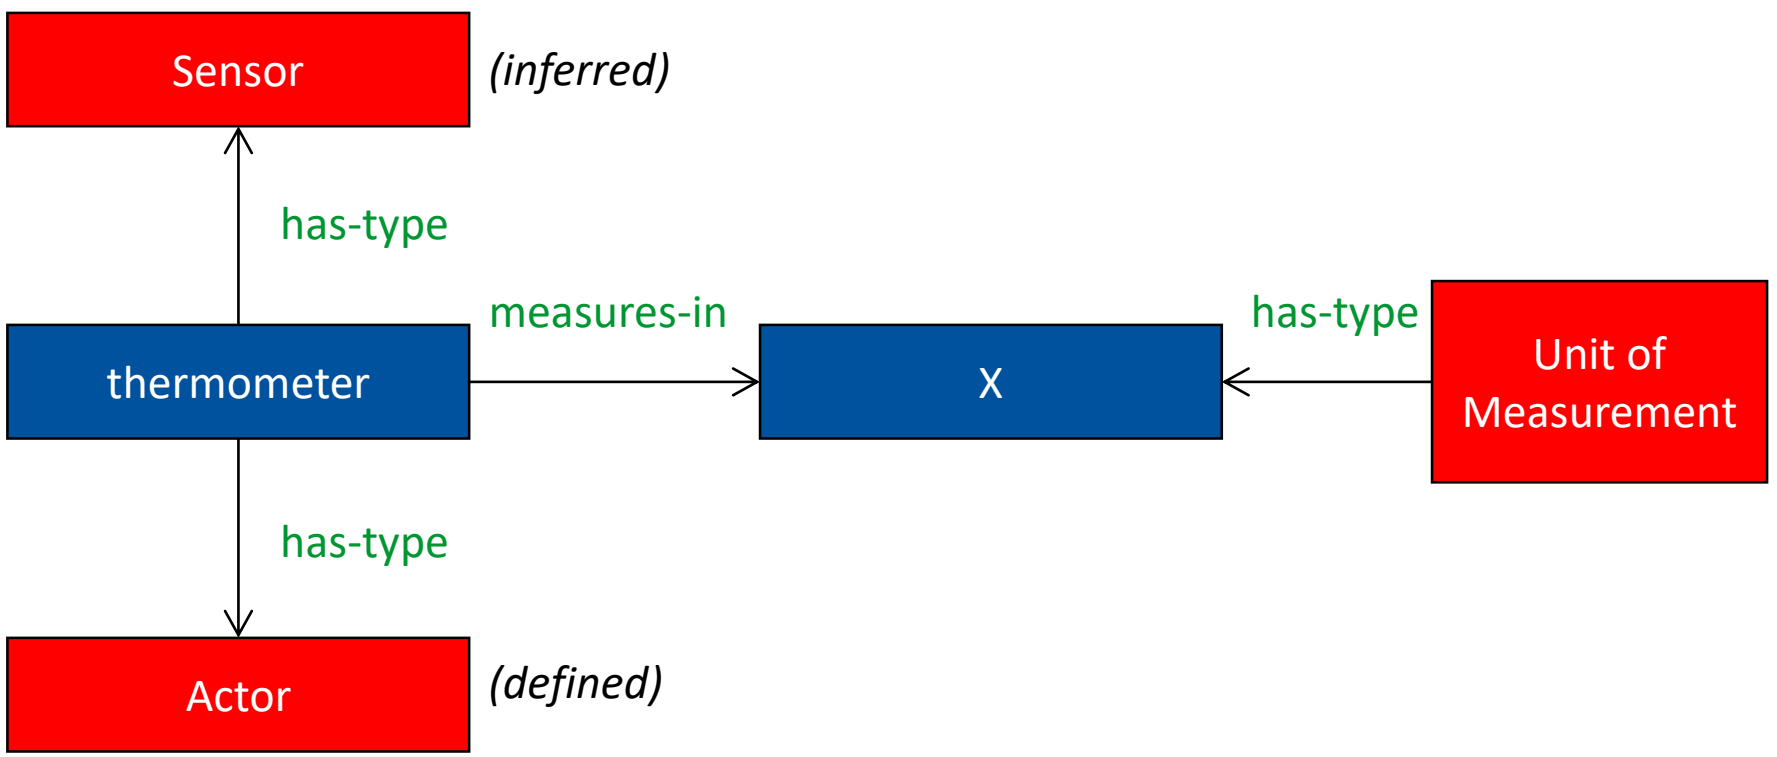 Sensor
(inferred)
has-type
measures-in
has-type
thermometer
X
Unit of
Measurement
has-type
Actor
(defined)